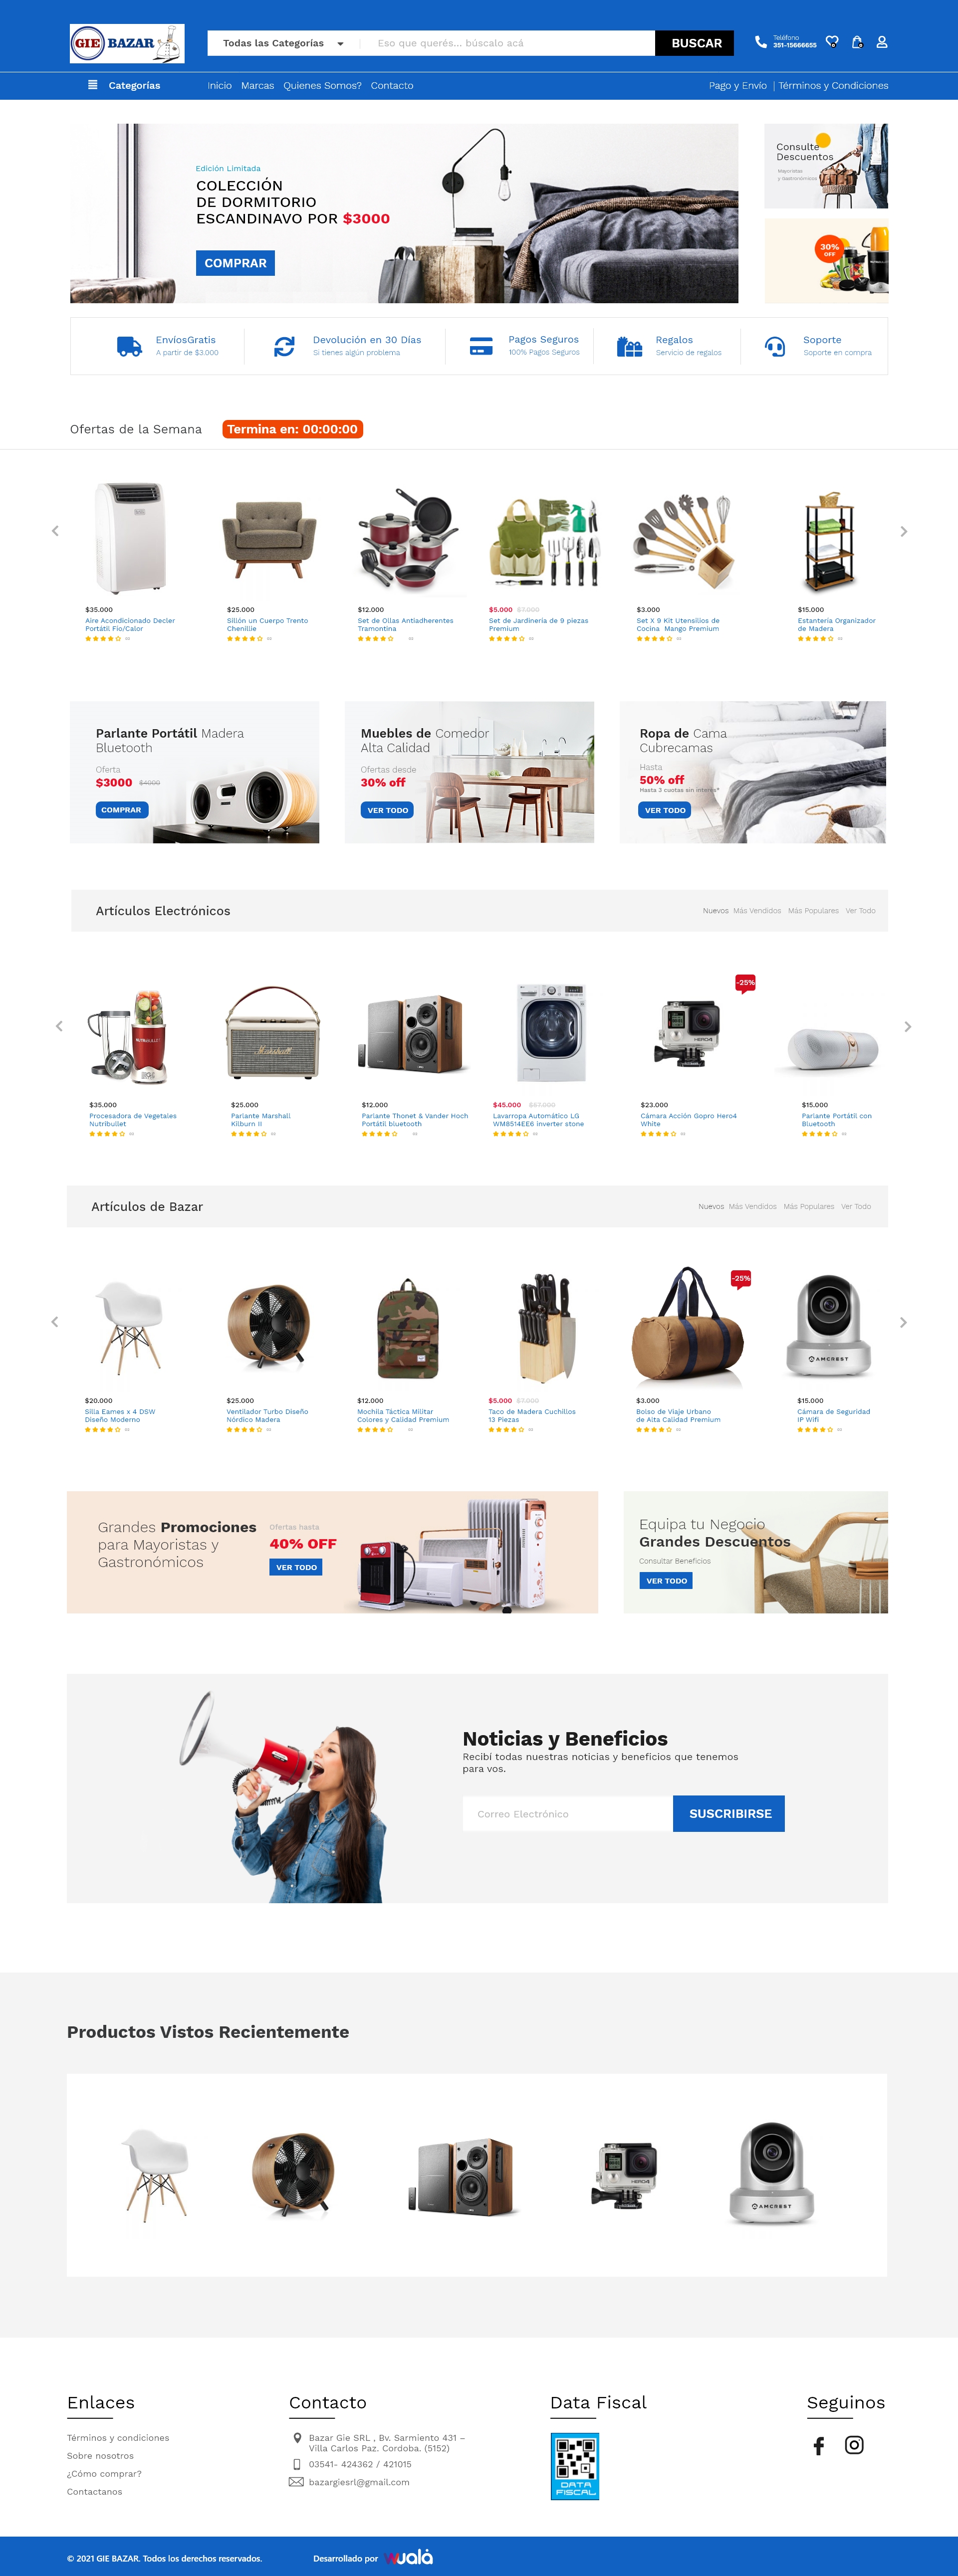 GIE BAZAR
Todas las Categorías
Eso que querés... búscalo acá
BUSCAR
Teléfono
351-15666655
Categorías
Inicio Marcas Quienes Somos? Contacto
Pago y Envío | Términos y Condiciones
Edición Limitada
COLECCIÓN
DE DORMITORIO
ESCANDINAVO POR $3000
COMPRAR
Consulte
Descuentos
Mayoristas
y Gastronómicos
30%
OFF
EnvíosGratis
A partir de $3.000
Devolución en 30 Días
Si tienes algún problema
Pagos Seguros
100% Pagos Seguros
Regalos
Servicio de regalos
Soporte
Soporte en compra
Ofertas de la Semana
Termina en: 00:00:00
$35.000
Aire Acondicionado Decler
Portátil Fío/Calor
$25.000
Sillón un Cuerpo Trento
Chenillie
$12.000
Set de Ollas Antiadherentes
Tramontina
$5.000 $7.000
Set de Jardinería de 9 piezas
Premium
$3.000
Set X 9 Kit Utensilios de
Cocina Mango Premium
$15.000
Estantería Organizador
de Madera
Parlante Portátil Madera
Bluetooth
Oferta
$3000 $4000
COMPRAR
Muebles de Comedor
Alta Calidad
Ofertas desde
30% off
VER TODO
Ropa de Cama
Cubrecamas
Hasta
50% off
Hasta 3 cuotas sin interés*
VER TODO
Artículos Electrónicos
Nuevos Más Vendidos Más Populares Ver Todo
NUTRIBULLET
Marshall
HERO4
-25%
$35.000
Procesadora de Vegetales
Nutribullet
$25.000
Parlante Marshall
Kilburn II
$12.000
Parlante Thonet & Vander Hoch
Portátil bluetooth
$45.000 $67.000
Lavarropa Automático LG
WM8514EE6 inverter stone
$23.000
Cámara Acción Gopro Hero4
White
$15.000
Parlante Portátil con
Bluetooth
Artículos de Bazar
Nuevos Más Vendidos Más Populares Ver Todo
-25%
AMCREST
$20.000
Silla Eames x 4 DSW
Diseño Moderno
$25.000
Ventilador Turbo Diseño
Nórdico Madera
$12.000
Mochila Táctica Militar
Colores y Calidad Premium
$5.000 $7.000
Taco de Madera Cuchillos
13 Piezas
$3.000
Bolso de Viaje Urbano
de Alta Calidad Premium
$15.000
Cámara de Seguridad
IP Wifi
Grandes Promociones
para Mayoristas y
Gastronómicos
Ofertas hasta
40% OFF
VER TODO
Equipa tu Negocio
Grandes Descuentos
Consultar Beneficios
VER TODO
Noticias y Beneficios
Recibí todas nuestras noticias y beneficios que tenemos
para vos.
Correo Electrónico
SUSCRIBIRSE
Productos Vistos Recientemente
HERO4
AMCREST
Enlaces
Términos y condiciones
Sobre nosotros
¿Cómo comprar?
Contactanos
Contacto
Bazar Gie SRL , Bv. Sarmiento 431 –
Villa Carlos Paz. Cordoba. (5152)
03541- 424362 / 421015
bazargiesrl@gmail.com
Data Fiscal
DATA
FISCAL
Seguinos
© 2021 GIE BAZAR. Todos los derechos reservados.
Desarrollado por wualá